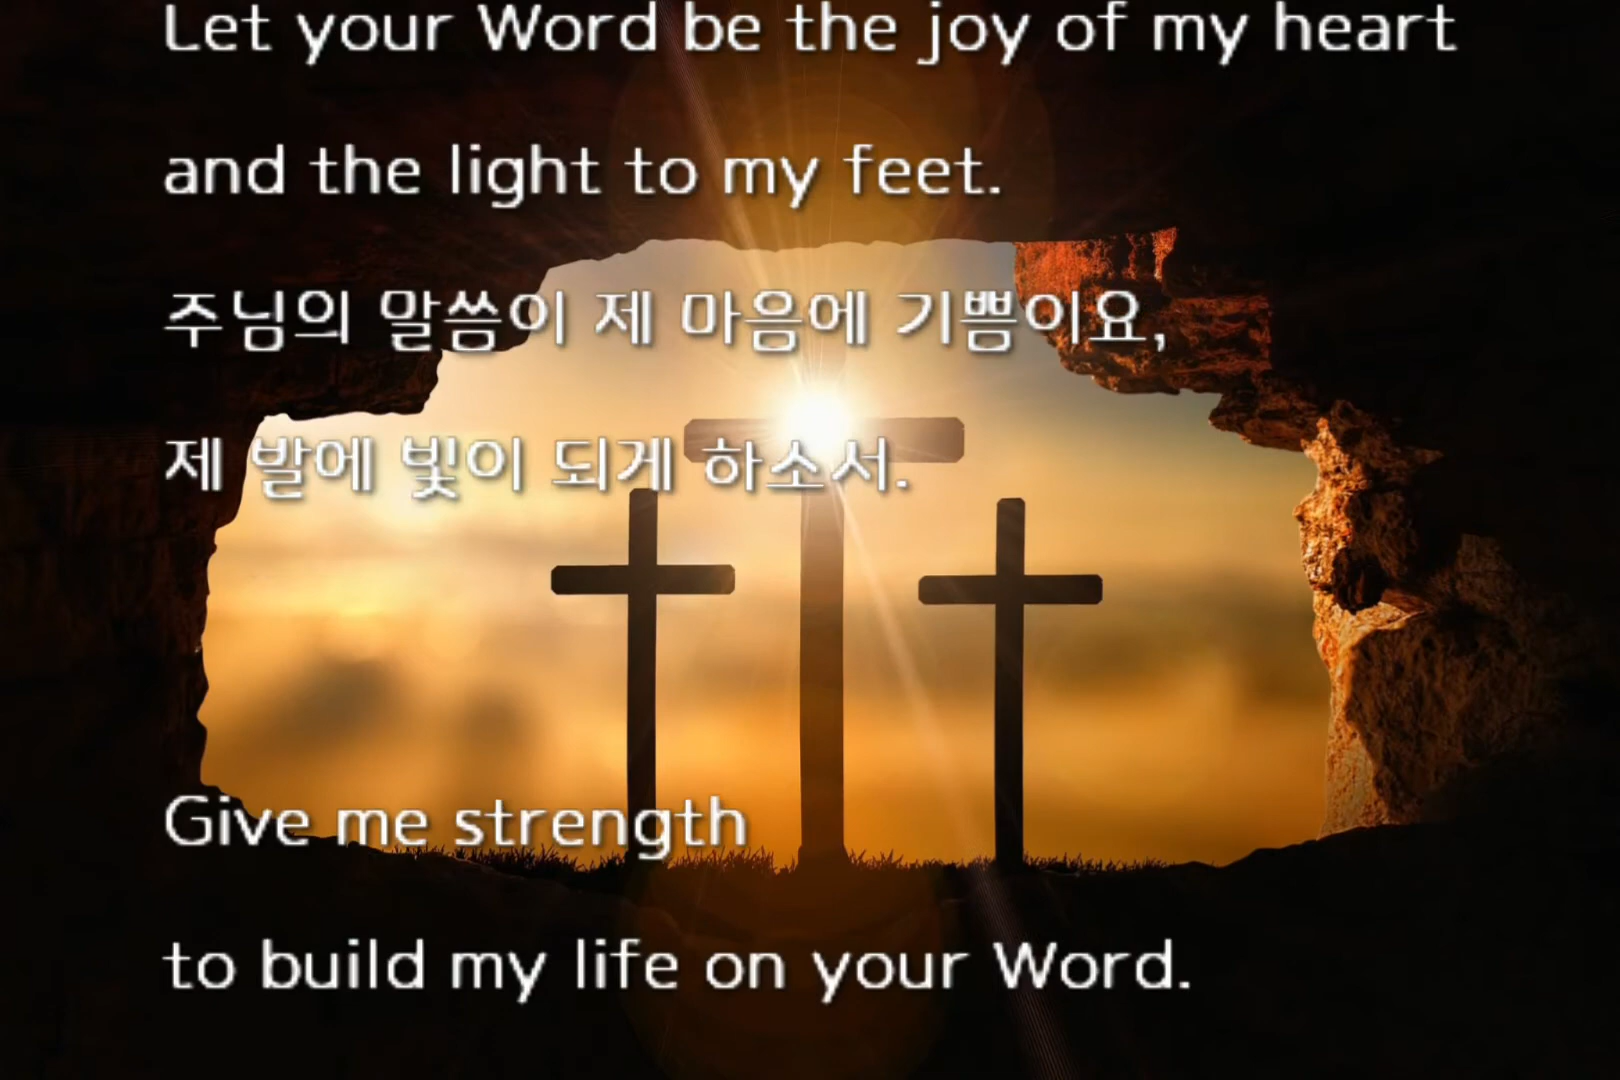 Let your Word be the joy of my heart
and the light to my feet.
주님의 말씀이 제 마음에 기쁨이요,
제 발에 빛이 되게 하소서.
Give me strength
to build my life on your Word.